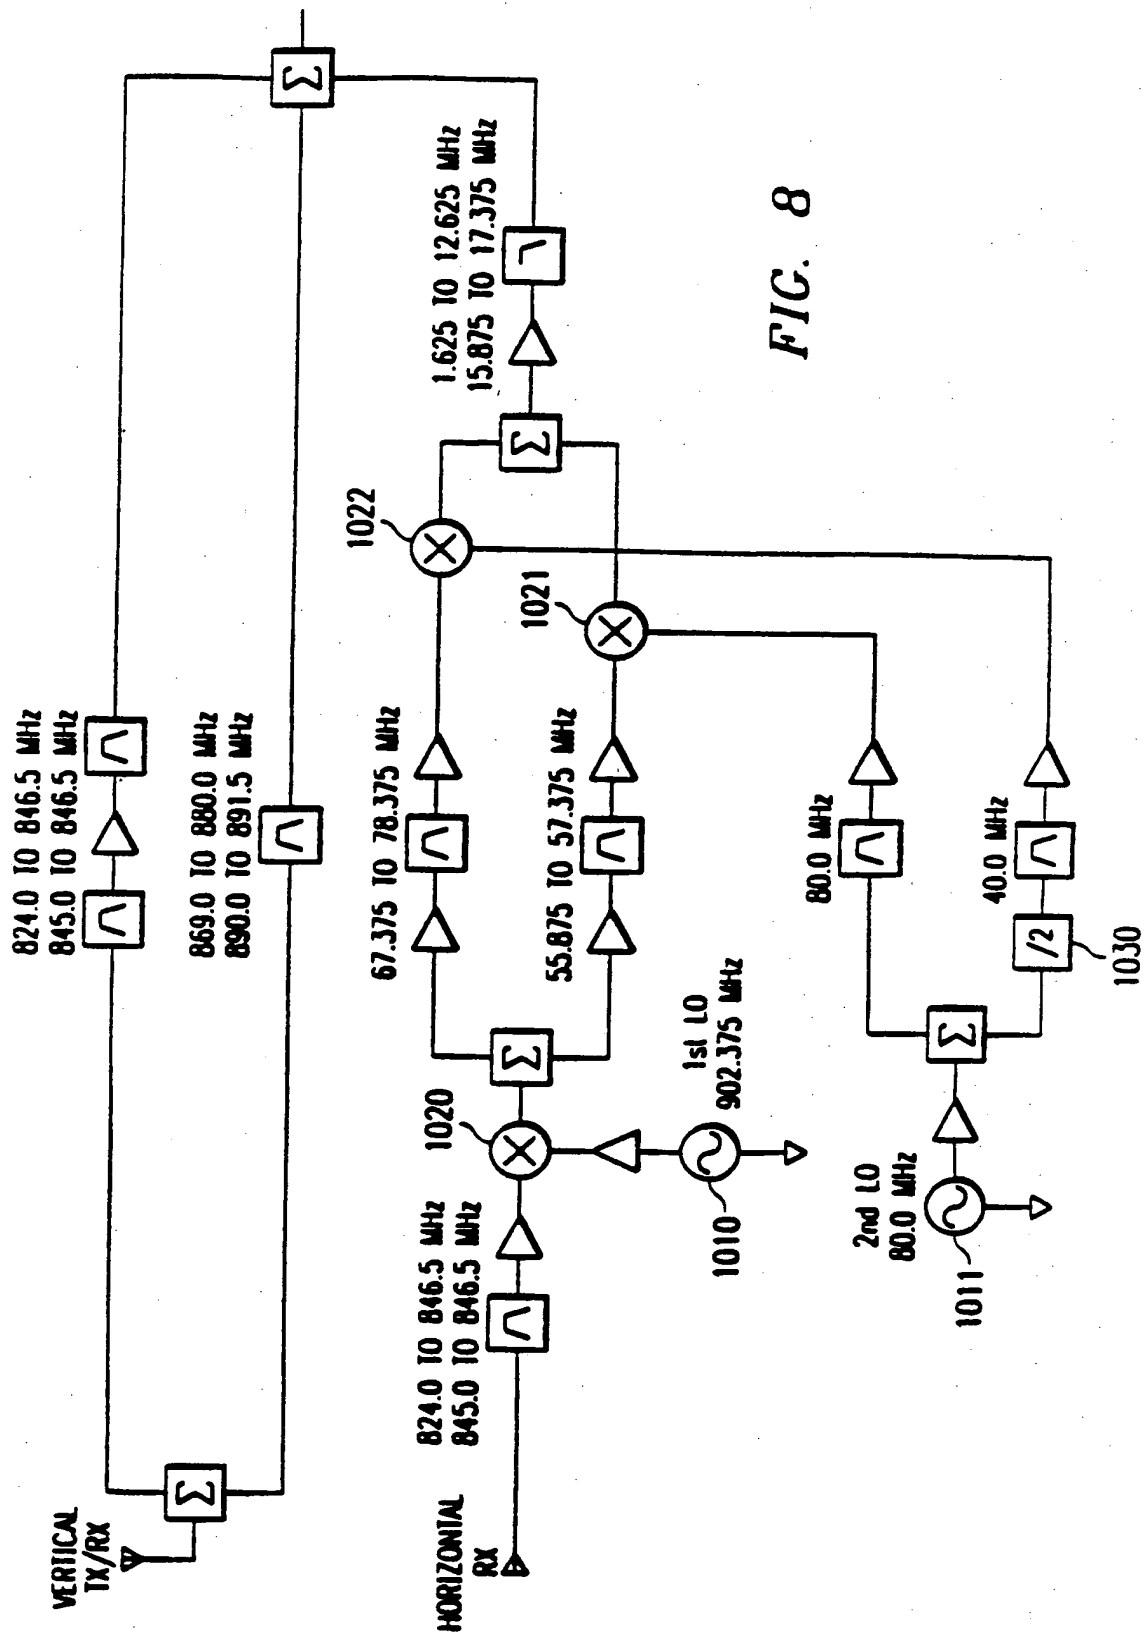 VERTICAL
TX/RX
Σ
824.0 TO 846.5 MHz
845.0 TO 846.5 MHz
869.0 TO 880.0 MHz
890.0 TO 891.5 MHz
Σ
HORIZONTAL
RX
824.0 TO 846.5 MHz
845.0 TO 846.5 MHz
1020
Σ
1st LO
902.375 MHz
1010
67.375 TO 78.375 MHz
55.875 TO 57.375 MHz
1022
1021
Σ
1.625 TO 12.625 MHz
15.875 TO 17.375 MHz
2nd LO
80.0 MHz
1011
Σ
80.0 MHz
/2
1030
40.0 MHz
FIG. 8